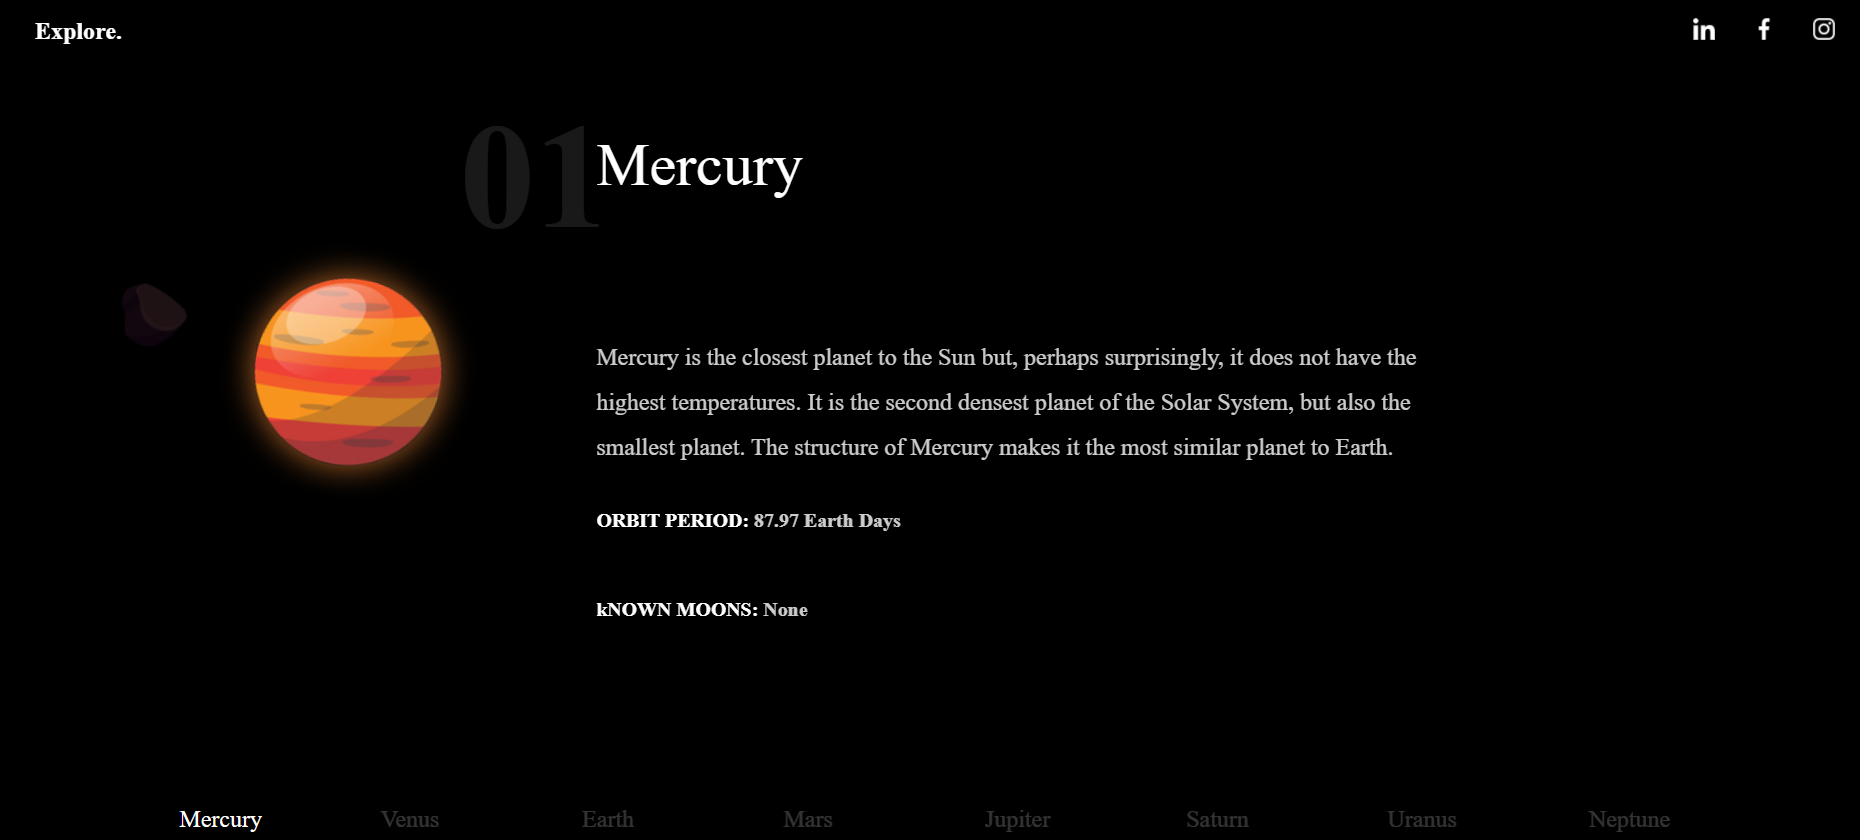 Explore.
in
f
01
Mercury
Mercury is the closest planet to the Sun but, perhaps surprisingly, it does not have the
highest temperatures. It is the second densest planet of the Solar System, but also the
smallest planet. The structure of Mercury makes it the most similar planet to Earth.
ORBIT PERIOD: 87.97 Earth Days
kNOWN MOONS: None
Mercury Venus Earth Mars Jupiter Saturn Uranus Neptune